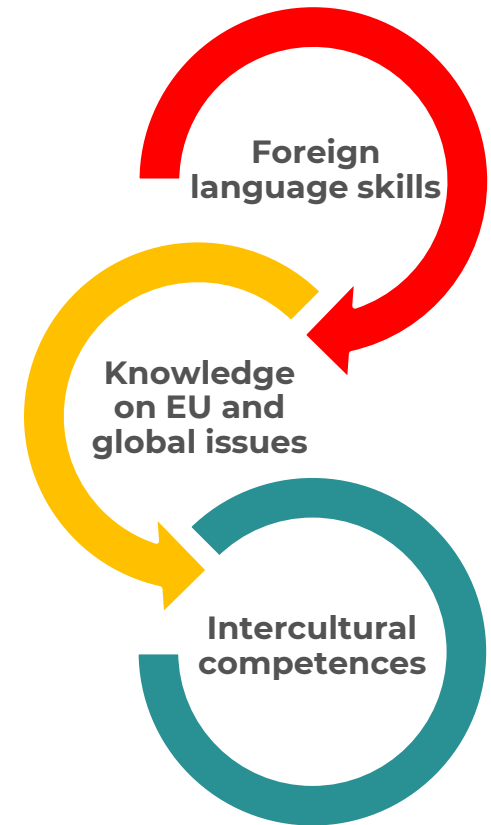 Foreign
language skills
Knowledge
on EU and
global issues
Intercultural
competences